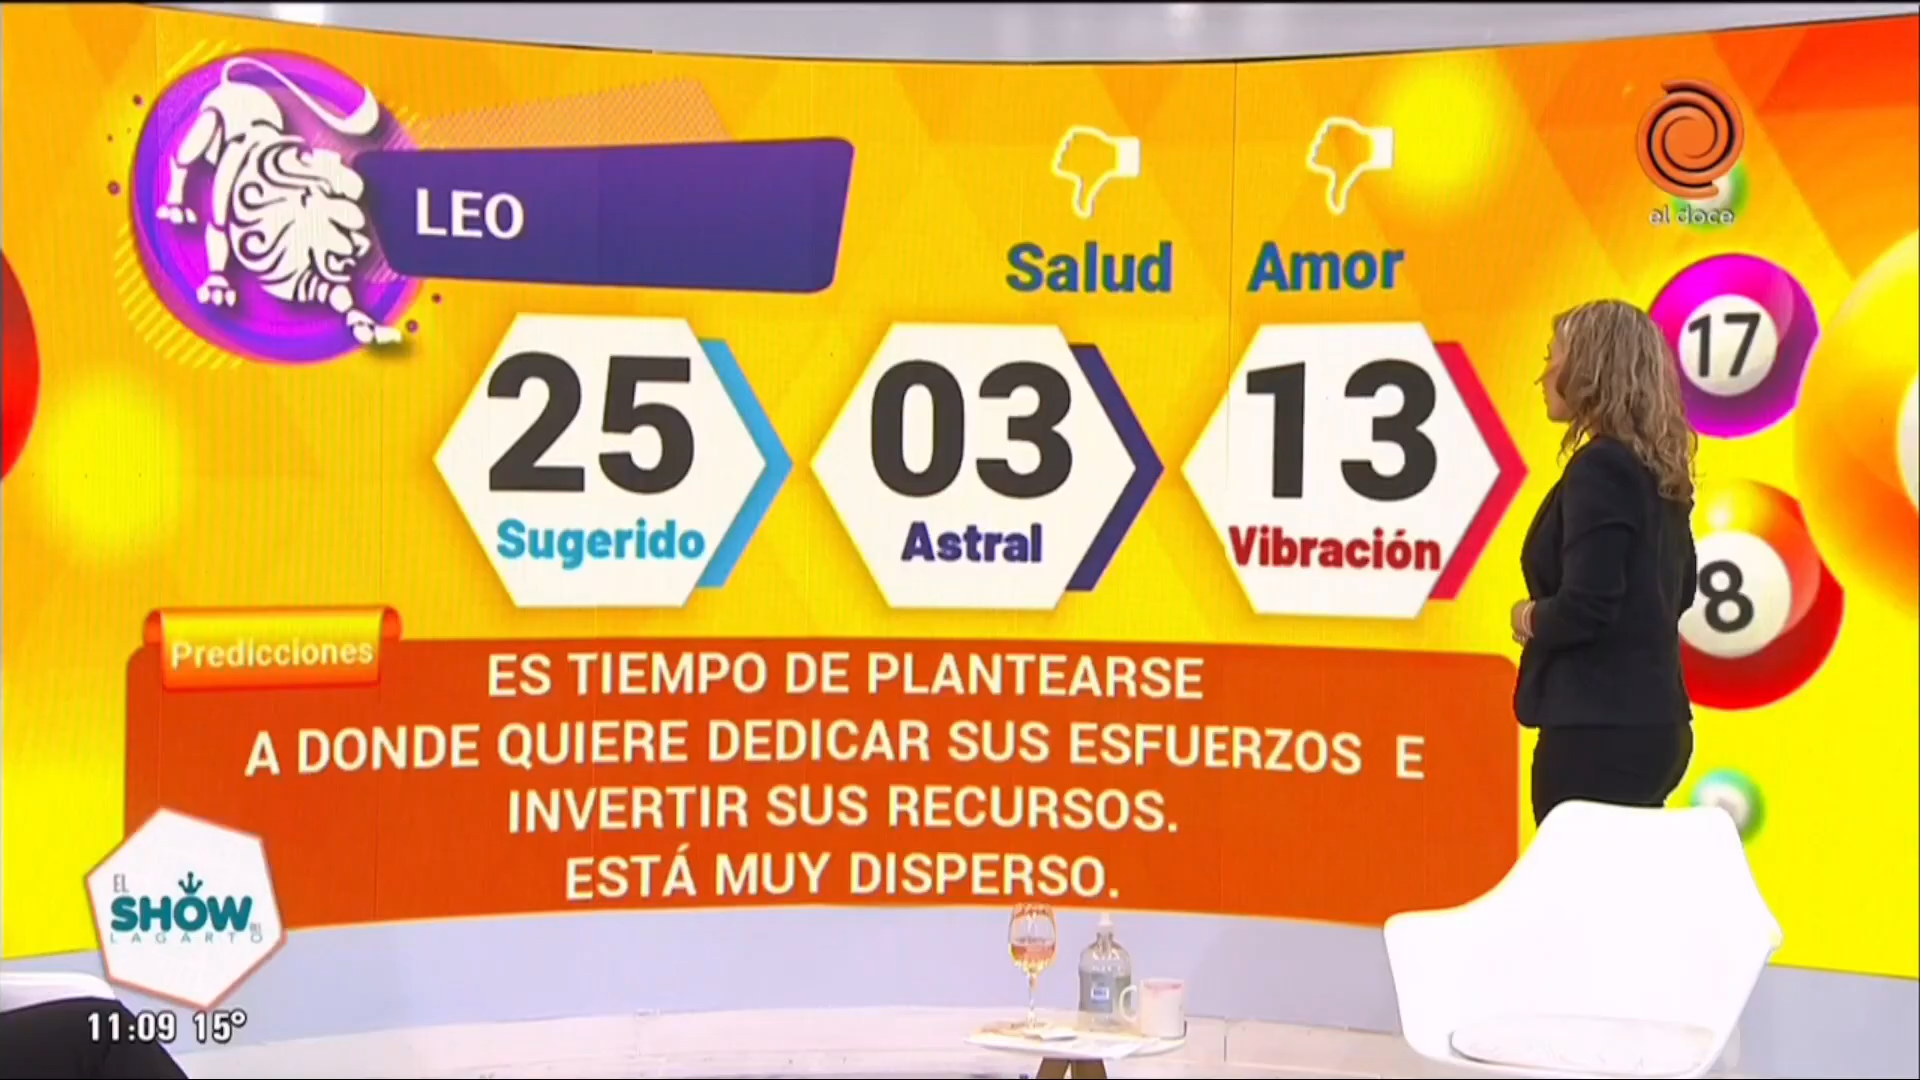 LEO
Salud
Amor
el doce
25
Sugerido
03
Astral
13
Vibración
17
8
Predicciones
ES TIEMPO DE PLANTEARSE
A DONDE QUIERE DEDICAR SUS ESFUERZOS E
INVERTIR SUS RECURSOS.
ESTÁ MUY DISPERSO.
EL
SHOW
DEL
LAGARTO
11:09 15°